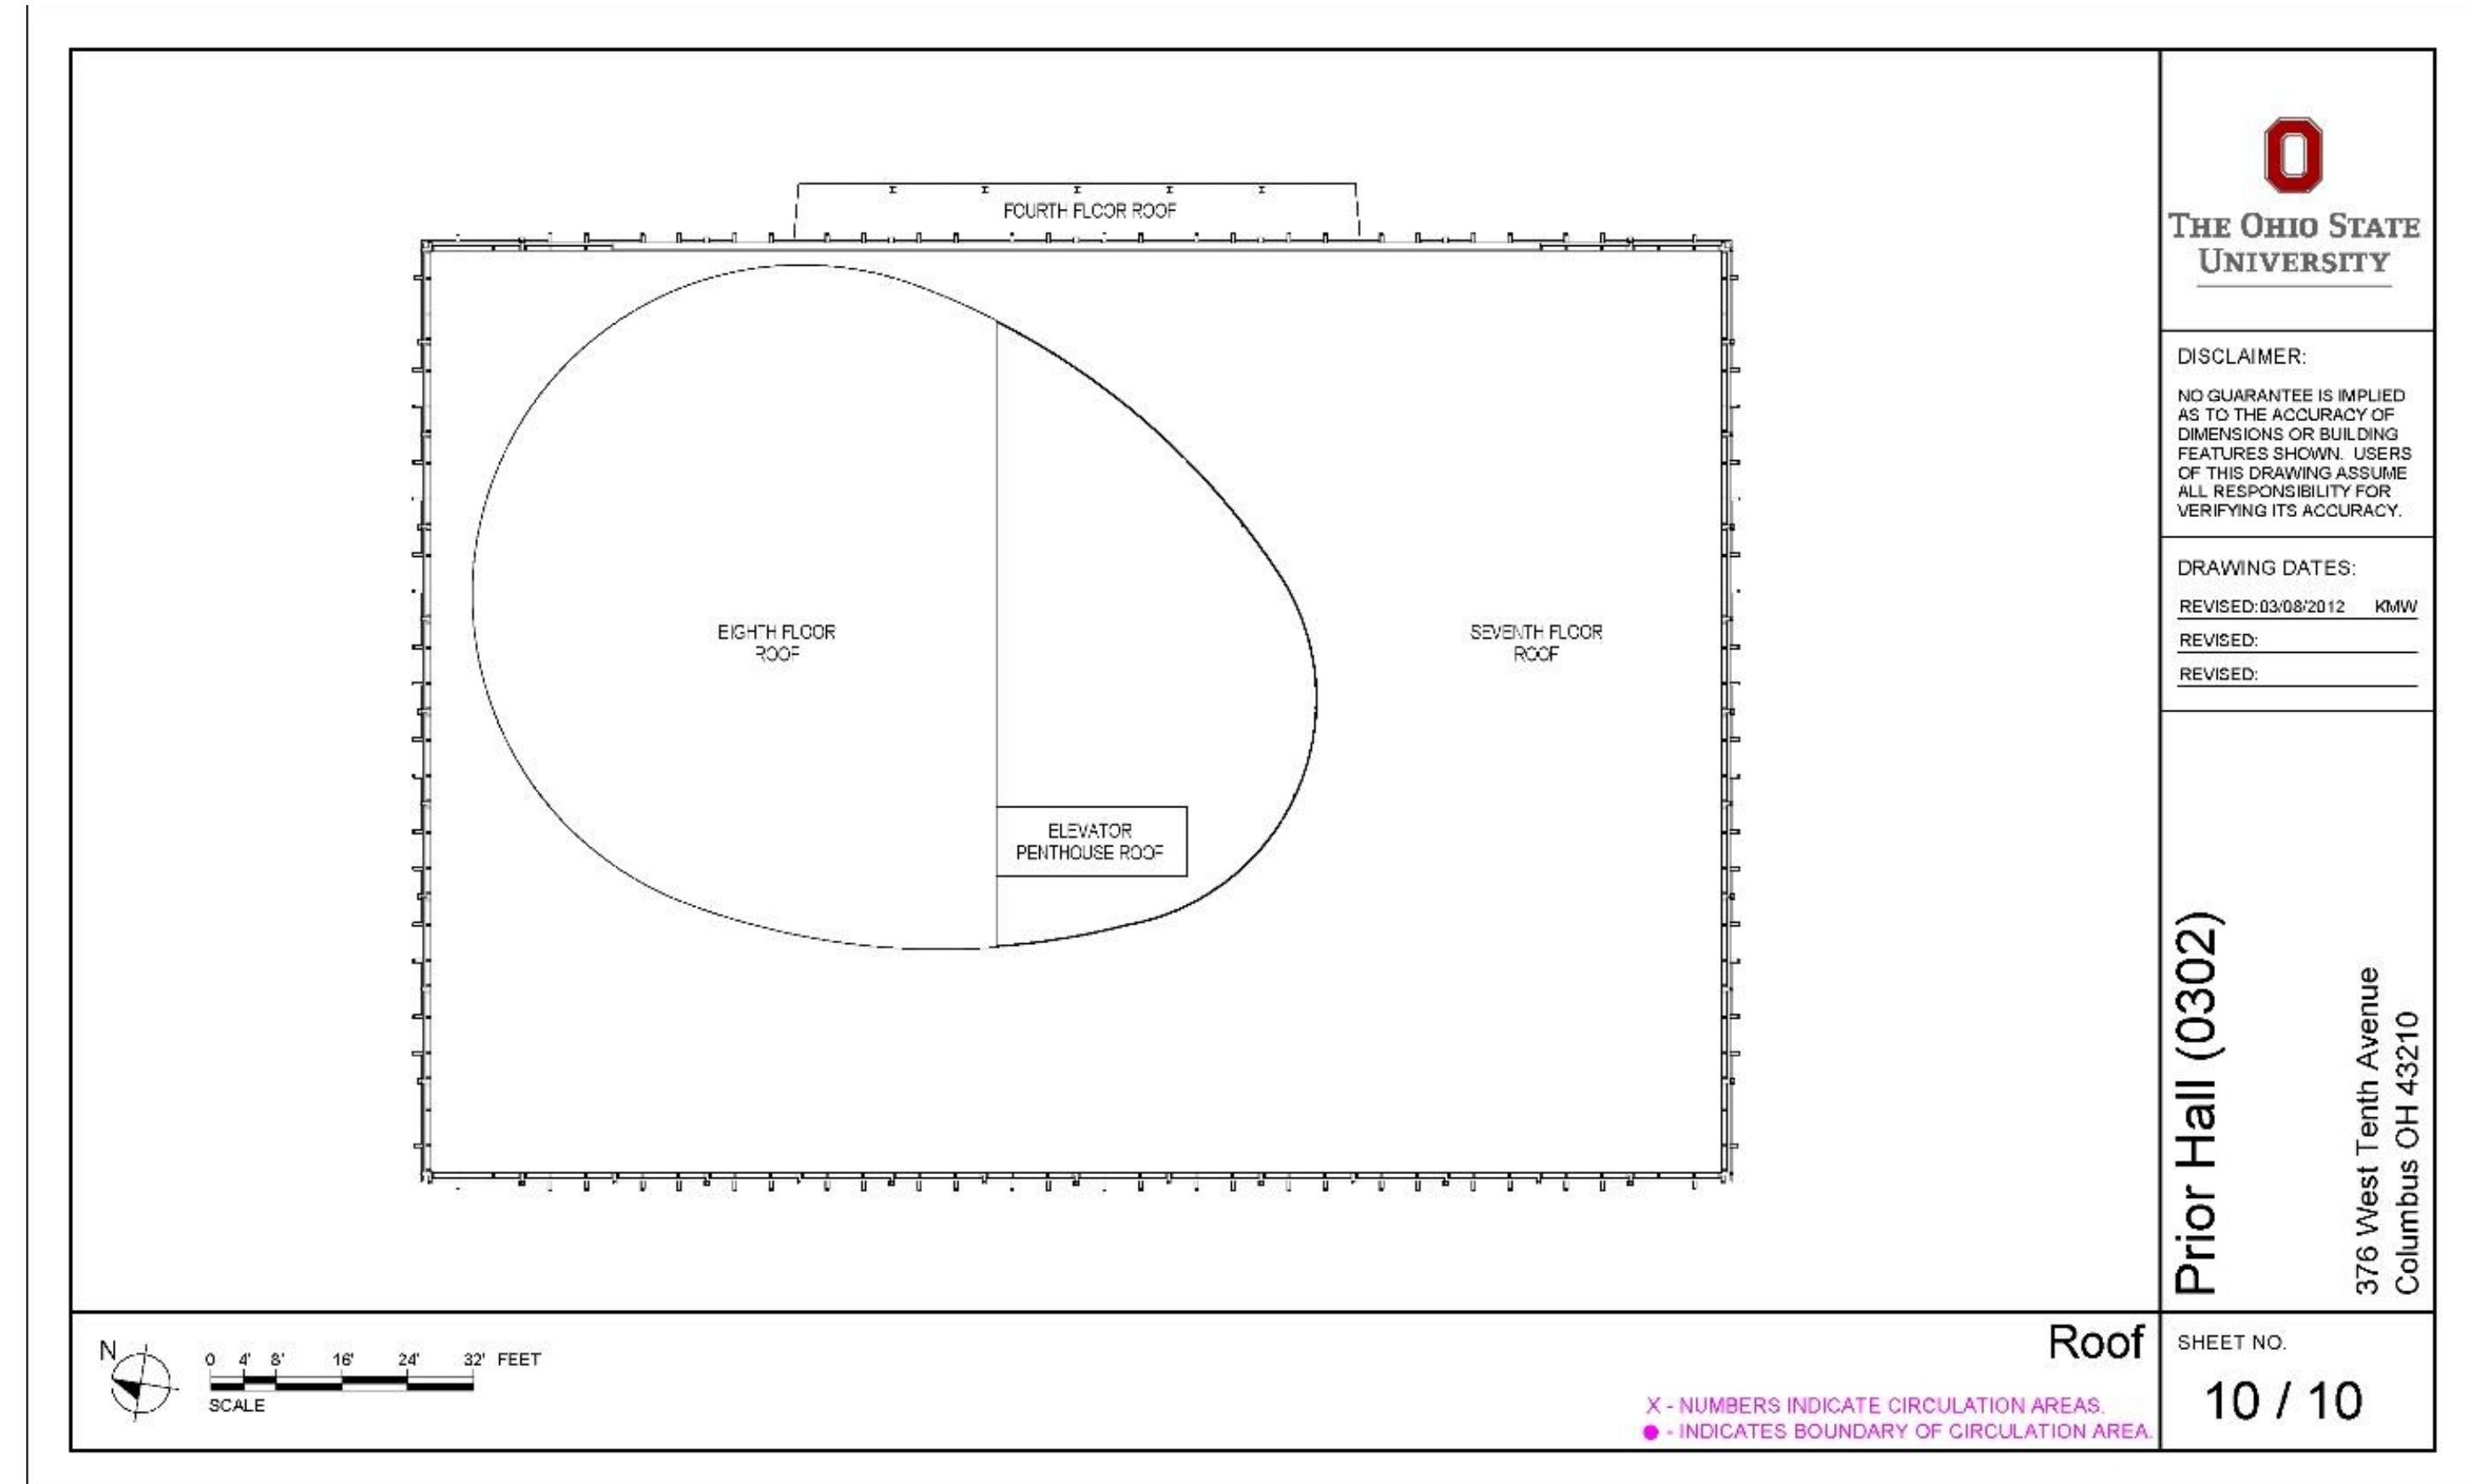 FOURTH FLOOR ROOF
EIGHTH FLOOR
ROOF
SEVENTH FLOOR
ROOF
ELEVATOR
PENTHOUSE ROOF
O
THE OHIO STATE
UNIVERSITY
DISCLAIMER:
NO GUARANTEE IS IMPLIED
AS TO THE ACCURACY OF
DIMENSIONS OR BUILDING
FEATURES SHOWN. USERS
OF THIS DRAWING ASSUME
ALL RESPONSIBILITY FOR
VERIFYING ITS ACCURACY.
DRAWING DATES:
REVISED:03/08/2012 KMW
REVISED:
REVISED:
Prior Hall (0302)
376 West Tenth Avenue
Columbus OH 43210
N
0 4' 8' 16' 24' 32' FEET
SCALE
Roof
X - NUMBERS INDICATE CIRCULATION AREAS.
● - INDICATES BOUNDARY OF CIRCULATION AREA.
SHEET NO.
10 / 10